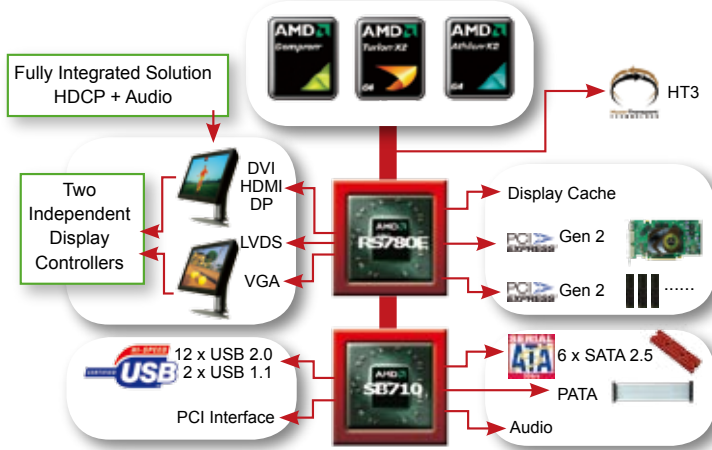 AMD
Sempron
AMD
Turion X2
64
AMD
Athlon X2
64
Fully Integrated Solution
HDCP + Audio
HT3
Two
Independent
Display
Controllers
DVI
HDMI
DP
LVDS
VGA
AMD
RS780E
Display Cache
PCI
EXPRESS
Gen 2
PCI
EXPRESS
Gen 2
......
HI-SPEED
CERTIFIED
USB
12 x USB 2.0
2 x USB 1.1
PCI Interface
AMD
SB710
SERIAL
ATA
6 x SATA 2.5
PATA
Audio